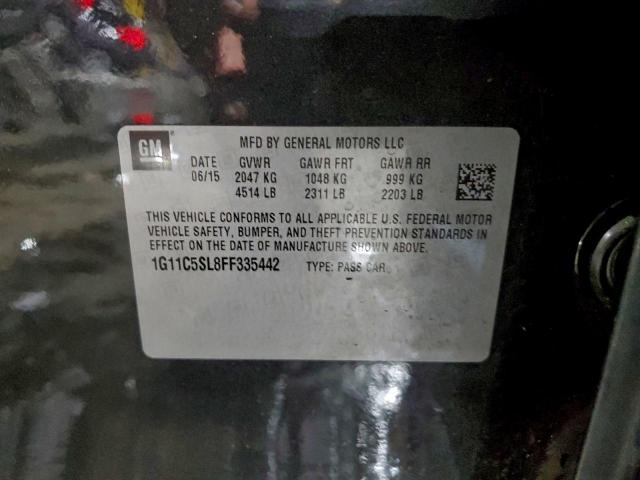 GM
MFD BY GENERAL MOTORS LLC
DATE GVWR GAWR FRT GAWR RR
06/15 2047 KG 1048 KG 999 KG
4514 LB 2311 LB 2203 LB
THIS VEHICLE CONFORMS TO ALL APPLICABLE U.S. FEDERAL MOTOR
VEHICLE SAFETY, BUMPER, AND THEFT PREVENTION STANDARDS IN
EFFECT ON THE DATE OF MANUFACTURE SHOWN ABOVE.
1G11C5SL8FF335442 TYPE: PASS CAR